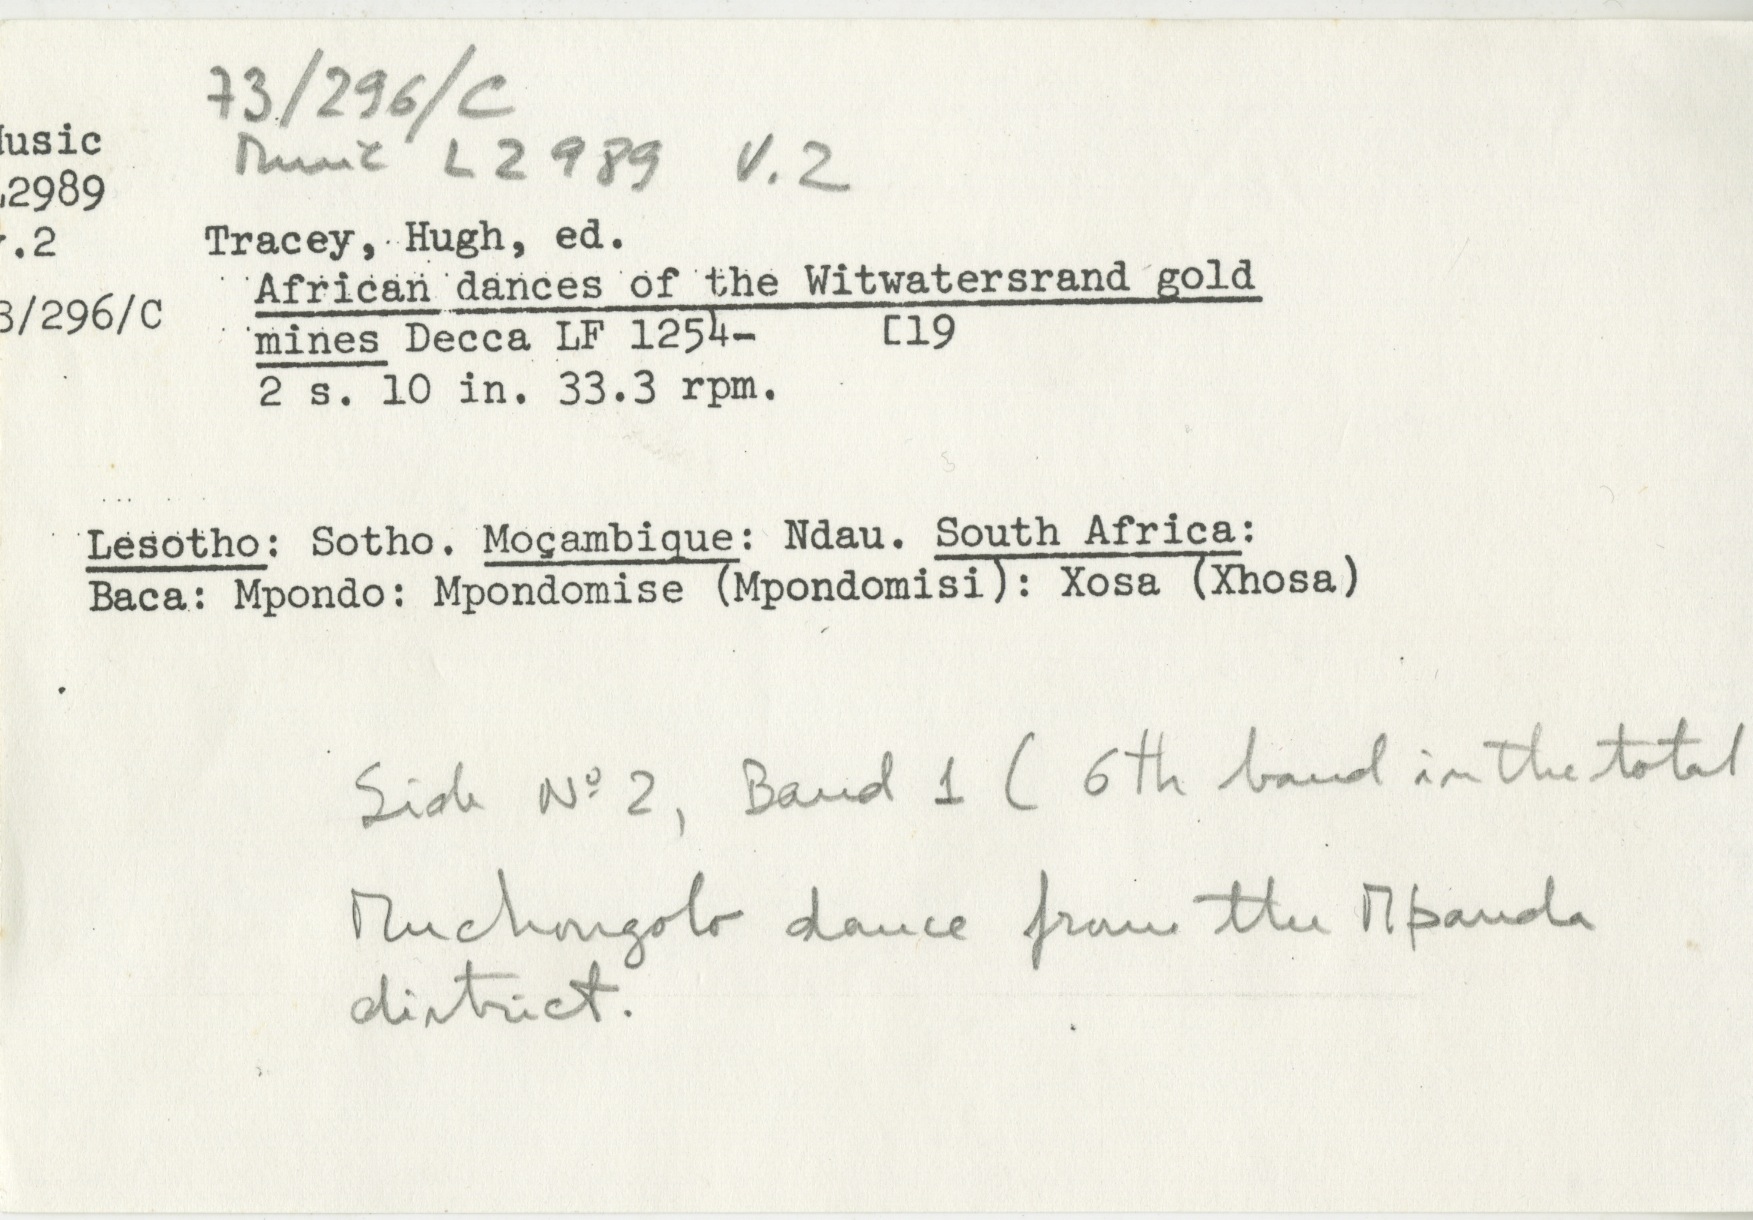 73/296/C
Music L2989 V.2
usic
2989
.2
Tracey, Hugh, ed.
African dances of the Witwatersrand gold
3/296/C
mines Decca LF 1254- [19
2 s. 10 in. 33.3 rpm.
Lesotho: Sotho. Moçambique: Ndau. South Africa:
Baca: Mpondo: Mpondomise (Mpondomisi): Xosa (Xhosa)
Side Nº 2, Band 1 ( 6th band in the total
Muchongolo dance from the Mpanda
district.